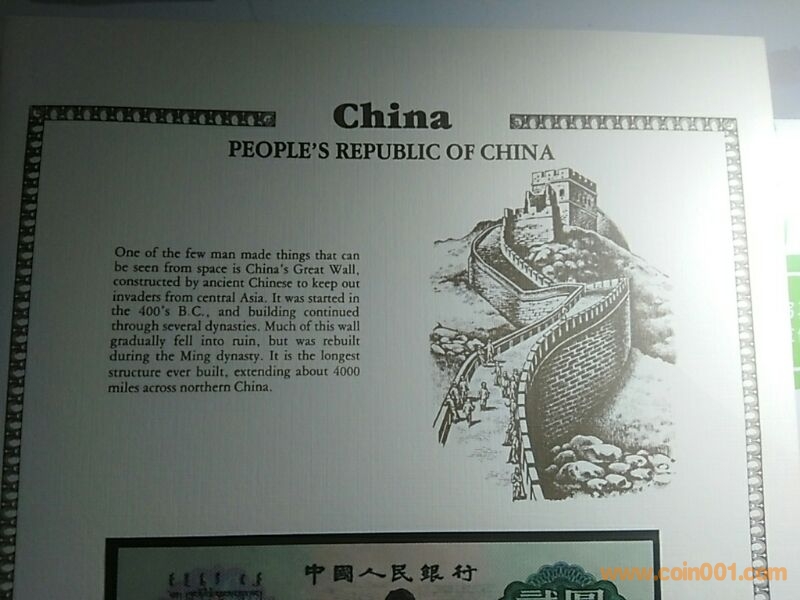 China
PEOPLE'S REPUBLIC OF CHINA
One of the few man made things that can
be seen from space is China's Great Wall,
constructed by ancient Chinese to keep out
invaders from central Asia. It was started in
the 400's B.C., and building continued
through several dynasties. Much of this wall
gradually fell into ruin, but was rebuilt
during the Ming dynasty. It is the longest
structure ever built, extending about 4000
miles across northern China.
中國人民銀行
貳圓
www.coin001.com